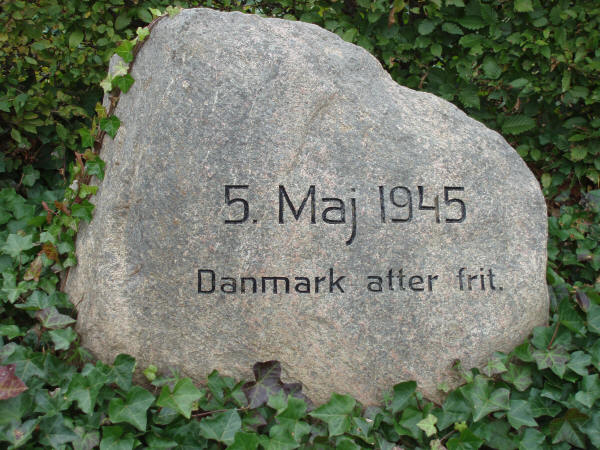 5. Maj 1945
Danmark atter frit.